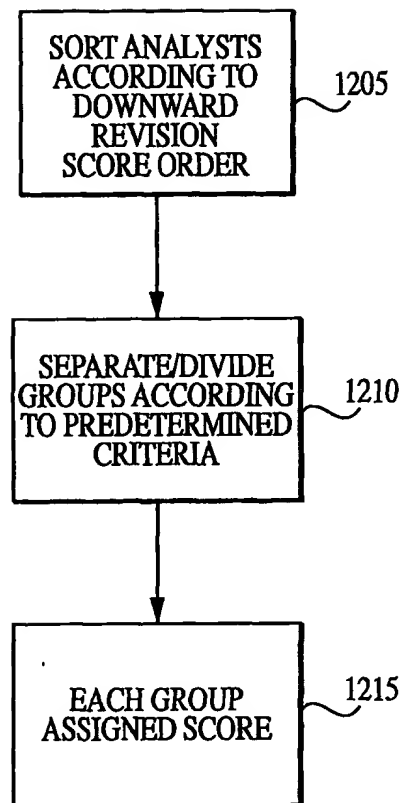 SORT ANALYSTS
ACCORDING TO
DOWNWARD
REVISION
SCORE ORDER
1205
SEPARATE/DIVIDE
GROUPS ACCORDING
TO PREDETERMINED
CRITERIA
1210
EACH GROUP
ASSIGNED SCORE
1215